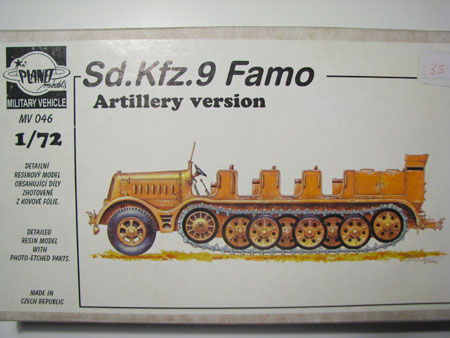 PLANET
models
MILITARY VEHICLE
MV 046
1/72
DETAILNÍ
RESINOVÝ MODEL
OBSAHUJÍCÍ DÍLY
ZHOTOVENÉ
Z KOVOVÉ FÓLIE.
DETAILED
RESIN MODEL
WITH
PHOTO-ETCHED PARTS.
MADE IN
CZECH REPUBLIC
Sd.Kfz.9 Famo
Artillery version
35